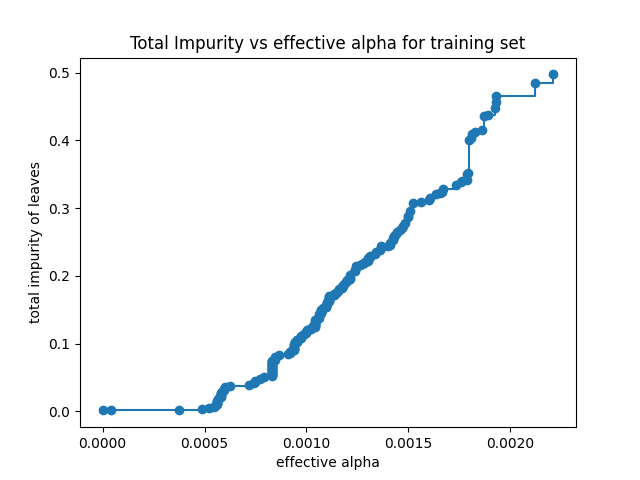 Total Impurity vs effective alpha for training set
0.5
0.4
0.3
0.2
0.1
0.0
total impurity of leaves
0.0000 0.0005 0.0010 0.0015 0.0020
effective alpha